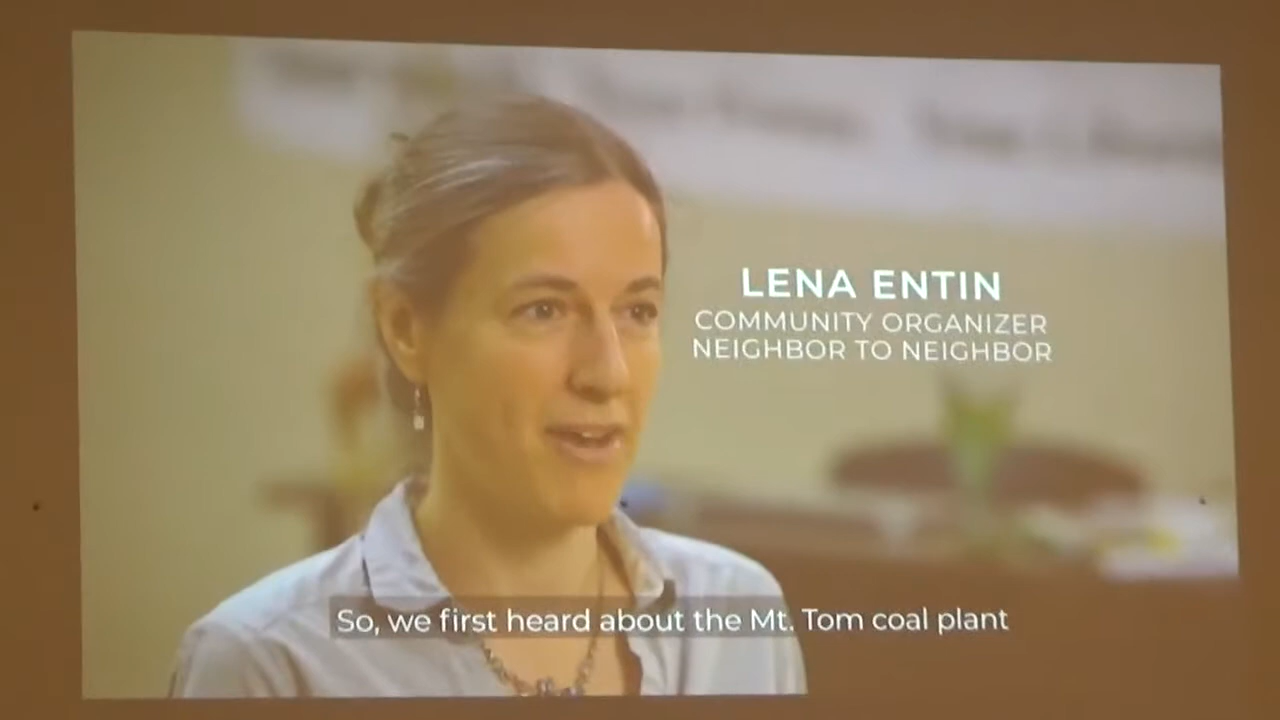 LENA ENTIN
COMMUNITY ORGANIZER
NEIGHBOR TO NEIGHBOR
So, we first heard about the Mt. Tom coal plant